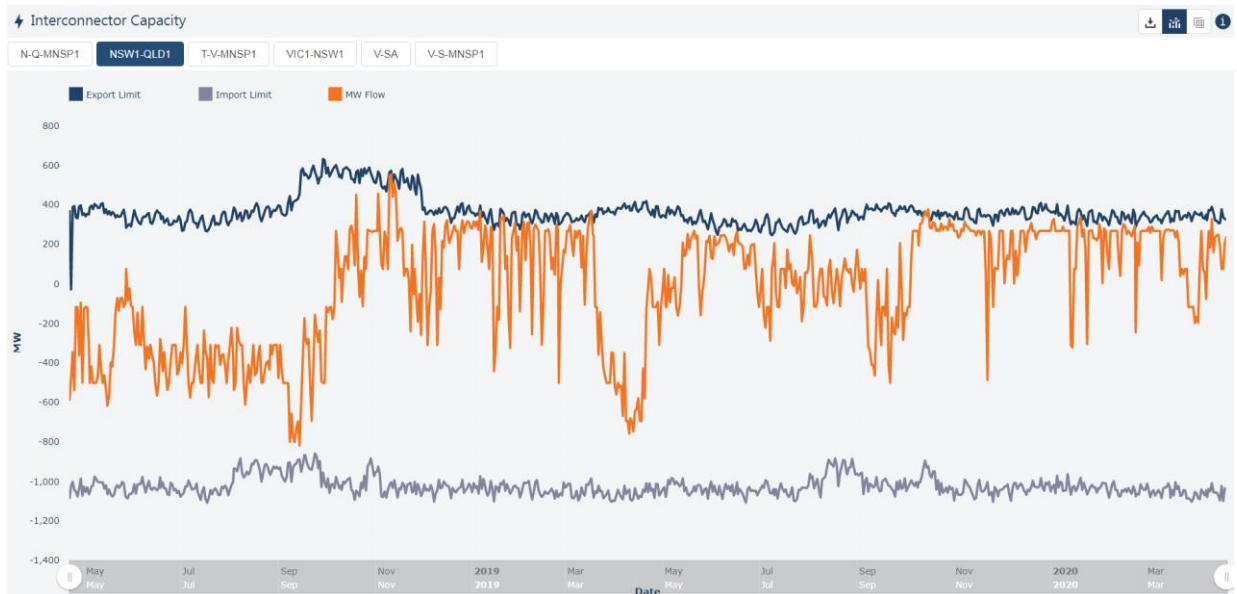 Interconnector Capacity
N-Q-MNSP1 NSW1-QLD1 T-V-MNSP1 VIC1-NSW1 V-SA V-S-MNSP1
Export Limit Import Limit MW Flow
800
600
400
200
0
-200
-400
-600
-800
-1,000
-1,200
-1,400
MW
May Jul Sep Nov 2019 Mar May Jul Sep Nov 2020 Mar
May Jul Sep Nov 2019 Mar May Jul Sep Nov 2020 Mar
Date